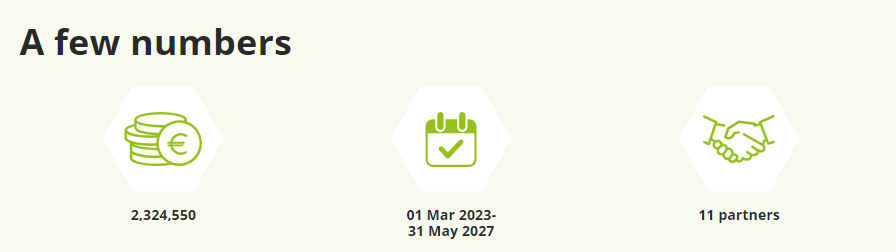 A few numbers
€
2,324,550
01 Mar 2023-
31 May 2027
11 partners